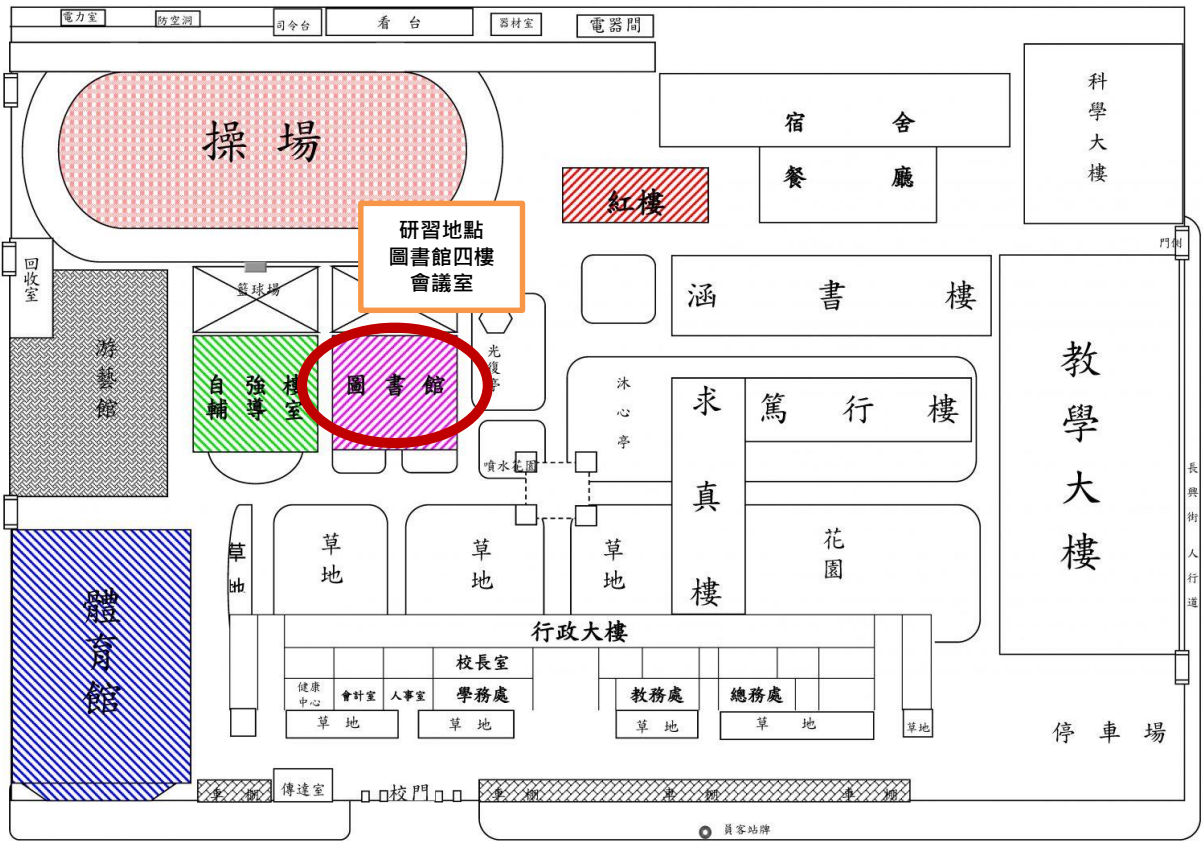 電力室
防空洞
司令台
看台
器材室
電器間
操場
科學大樓
宿舍
餐廳
紅樓
研習地點
圖書館四樓
會議室
門側
回收室
籃球場
涵書樓
游藝館
光復亭
自強樓
輔導室
圖書館
沐心亭
求真樓
篤行樓
教學大樓
噴水花園
長興街 人行道
草地
草地
草地
草地
花園
體育館
行政大樓
校長室
健康
中心
會計室
人事室
學務處
教務處
總務處
草地
草地
草地
草地
草地
停車場
車棚
傳達室
校門
車棚
車棚
車棚
員客站牌